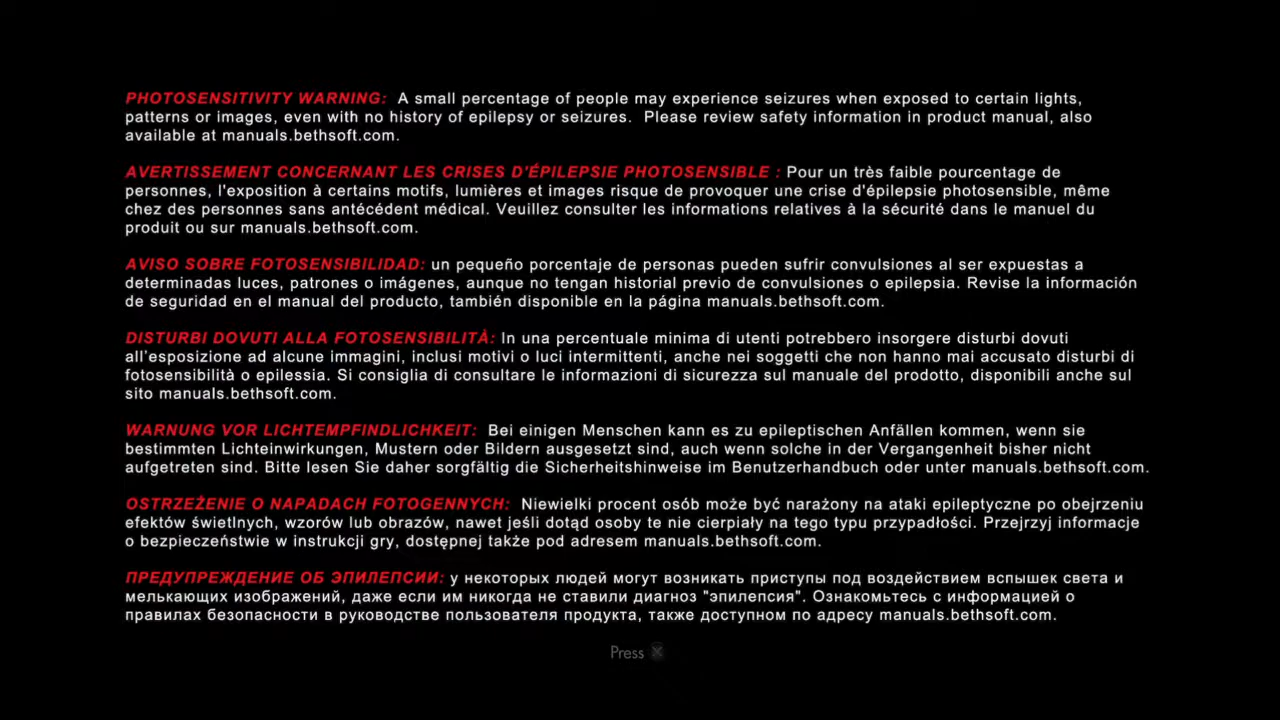 PHOTOSENSITIVITY WARNING: A small percentage of people may experience seizures when exposed to certain lights,
patterns or images, even with no history of epilepsy or seizures. Please review safety information in product manual, also
available at manuals.bethsoft.com.
AVERTISSEMENT CONCERNANT LES CRISES D'ÉPILEPSIE PHOTOSENSIBLE : Pour un très faible pourcentage de
personnes, l'exposition à certains motifs, lumières et images risque de provoquer une crise d'épilepsie photosensible, même
chez des personnes sans antécédent médical. Veuillez consulter les informations relatives à la sécurité dans le manuel du
produit ou sur manuals.bethsoft.com.
AVISO SOBRE FOTOSENSIBILIDAD: un pequeño porcentaje de personas pueden sufrir convulsiones al ser expuestas a
determinadas luces, patrones o imágenes, aunque no tengan historial previo de convulsiones o epilepsia. Revise la información
de seguridad en el manual del producto, también disponible en la página manuals.bethsoft.com.
DISTURBI DOVUTI ALLA FOTOSENSIBILITÀ: In una percentuale minima di utenti potrebbero insorgere disturbi dovuti
all'esposizione ad alcune immagini, inclusi motivi o luci intermittenti, anche nei soggetti che non hanno mai accusato disturbi di
fotosensibilità o epilessia. Si consiglia di consultare le informazioni di sicurezza sul manuale del prodotto, disponibili anche sul
sito manuals.bethsoft.com.
WARNUNG VOR LICHTEMPFINDLICHKEIT: Bei einigen Menschen kann es zu epileptischen Anfällen kommen, wenn sie
bestimmten Lichteinwirkungen, Mustern oder Bildern ausgesetzt sind, auch wenn solche in der Vergangenheit bisher nicht
aufgetreten sind. Bitte lesen Sie daher sorgfältig die Sicherheitshinweise im Benutzerhandbuch oder unter manuals.bethsoft.com.
OSTRZEŻENIE O NAPADACH FOTOGENNYCH: Niewielki procent osób może być narażony na ataki epileptyczne po obejrzeniu
efektów świetlnych, wzorów lub obrazów, nawet jeśli dotąd osoby te nie cierpiały na tego typu przypadłości. Przejrzyj informacje
o bezpieczeństwie w instrukcji gry, dostępnej także pod adresem manuals.bethsoft.com.
ПРЕДУПРЕЖДЕНИЕ ОБ ЭПИЛЕПСИИ: у некоторых людей могут возникать приступы под воздействием вспышек света и
мелькающих изображений, даже если им никогда не ставили диагноз "эпилепсия". Ознакомьтесь с информацией о
правилах безопасности в руководстве пользователя продукта, также доступном по адресу manuals.bethsoft.com.
Press X